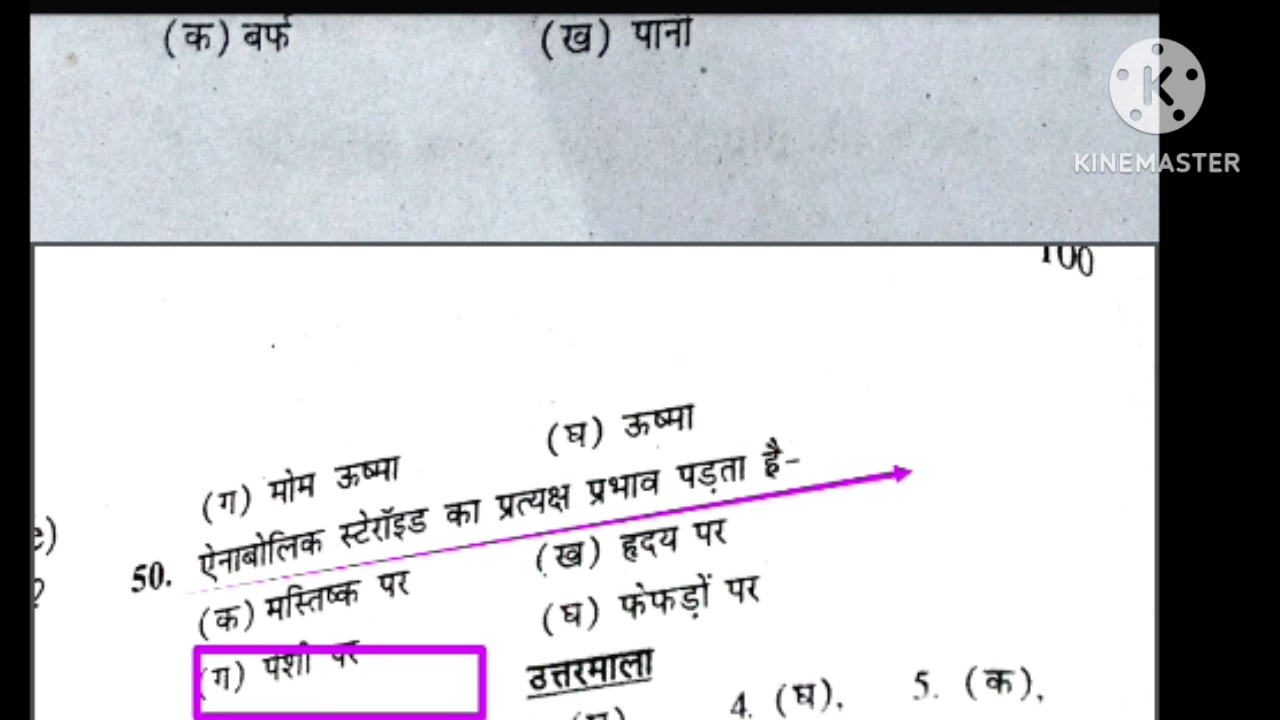 (क) बर्फ (ख) पानी
KINEMASTER
100
(घ) ऊष्मा
(ग) मोम ऊष्मा
50. ऐनाबोलिक स्टेरॉइड का प्रत्यक्ष प्रभाव पड़ता है-
(क) मस्तिष्क पर (ख) हृदय पर
(ग) पेशी पर (घ) फेफड़ों पर
उत्तरमाला
4. (घ), 5. (क),